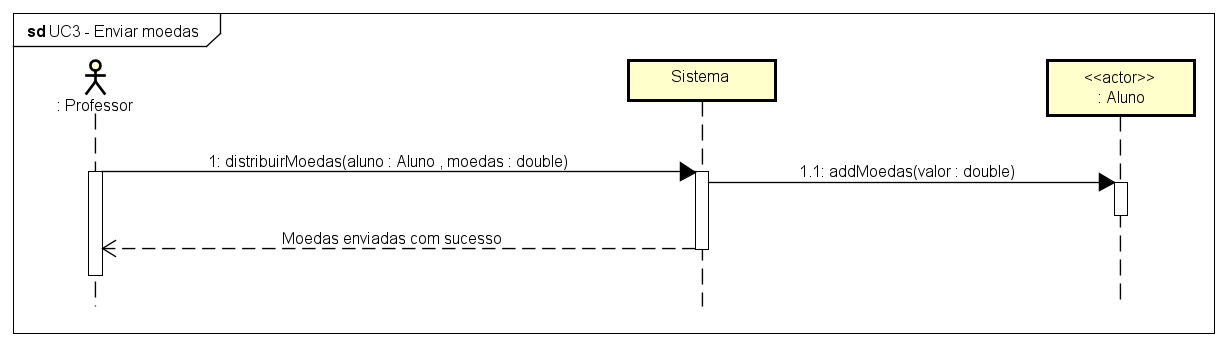 sd UC3 - Enviar moedas
: Professor
Sistema
<<actor>>
: Aluno
1: distribuirMoedas(aluno : Aluno , moedas : double)
1.1: addMoedas(valor : double)
Moedas enviadas com sucesso